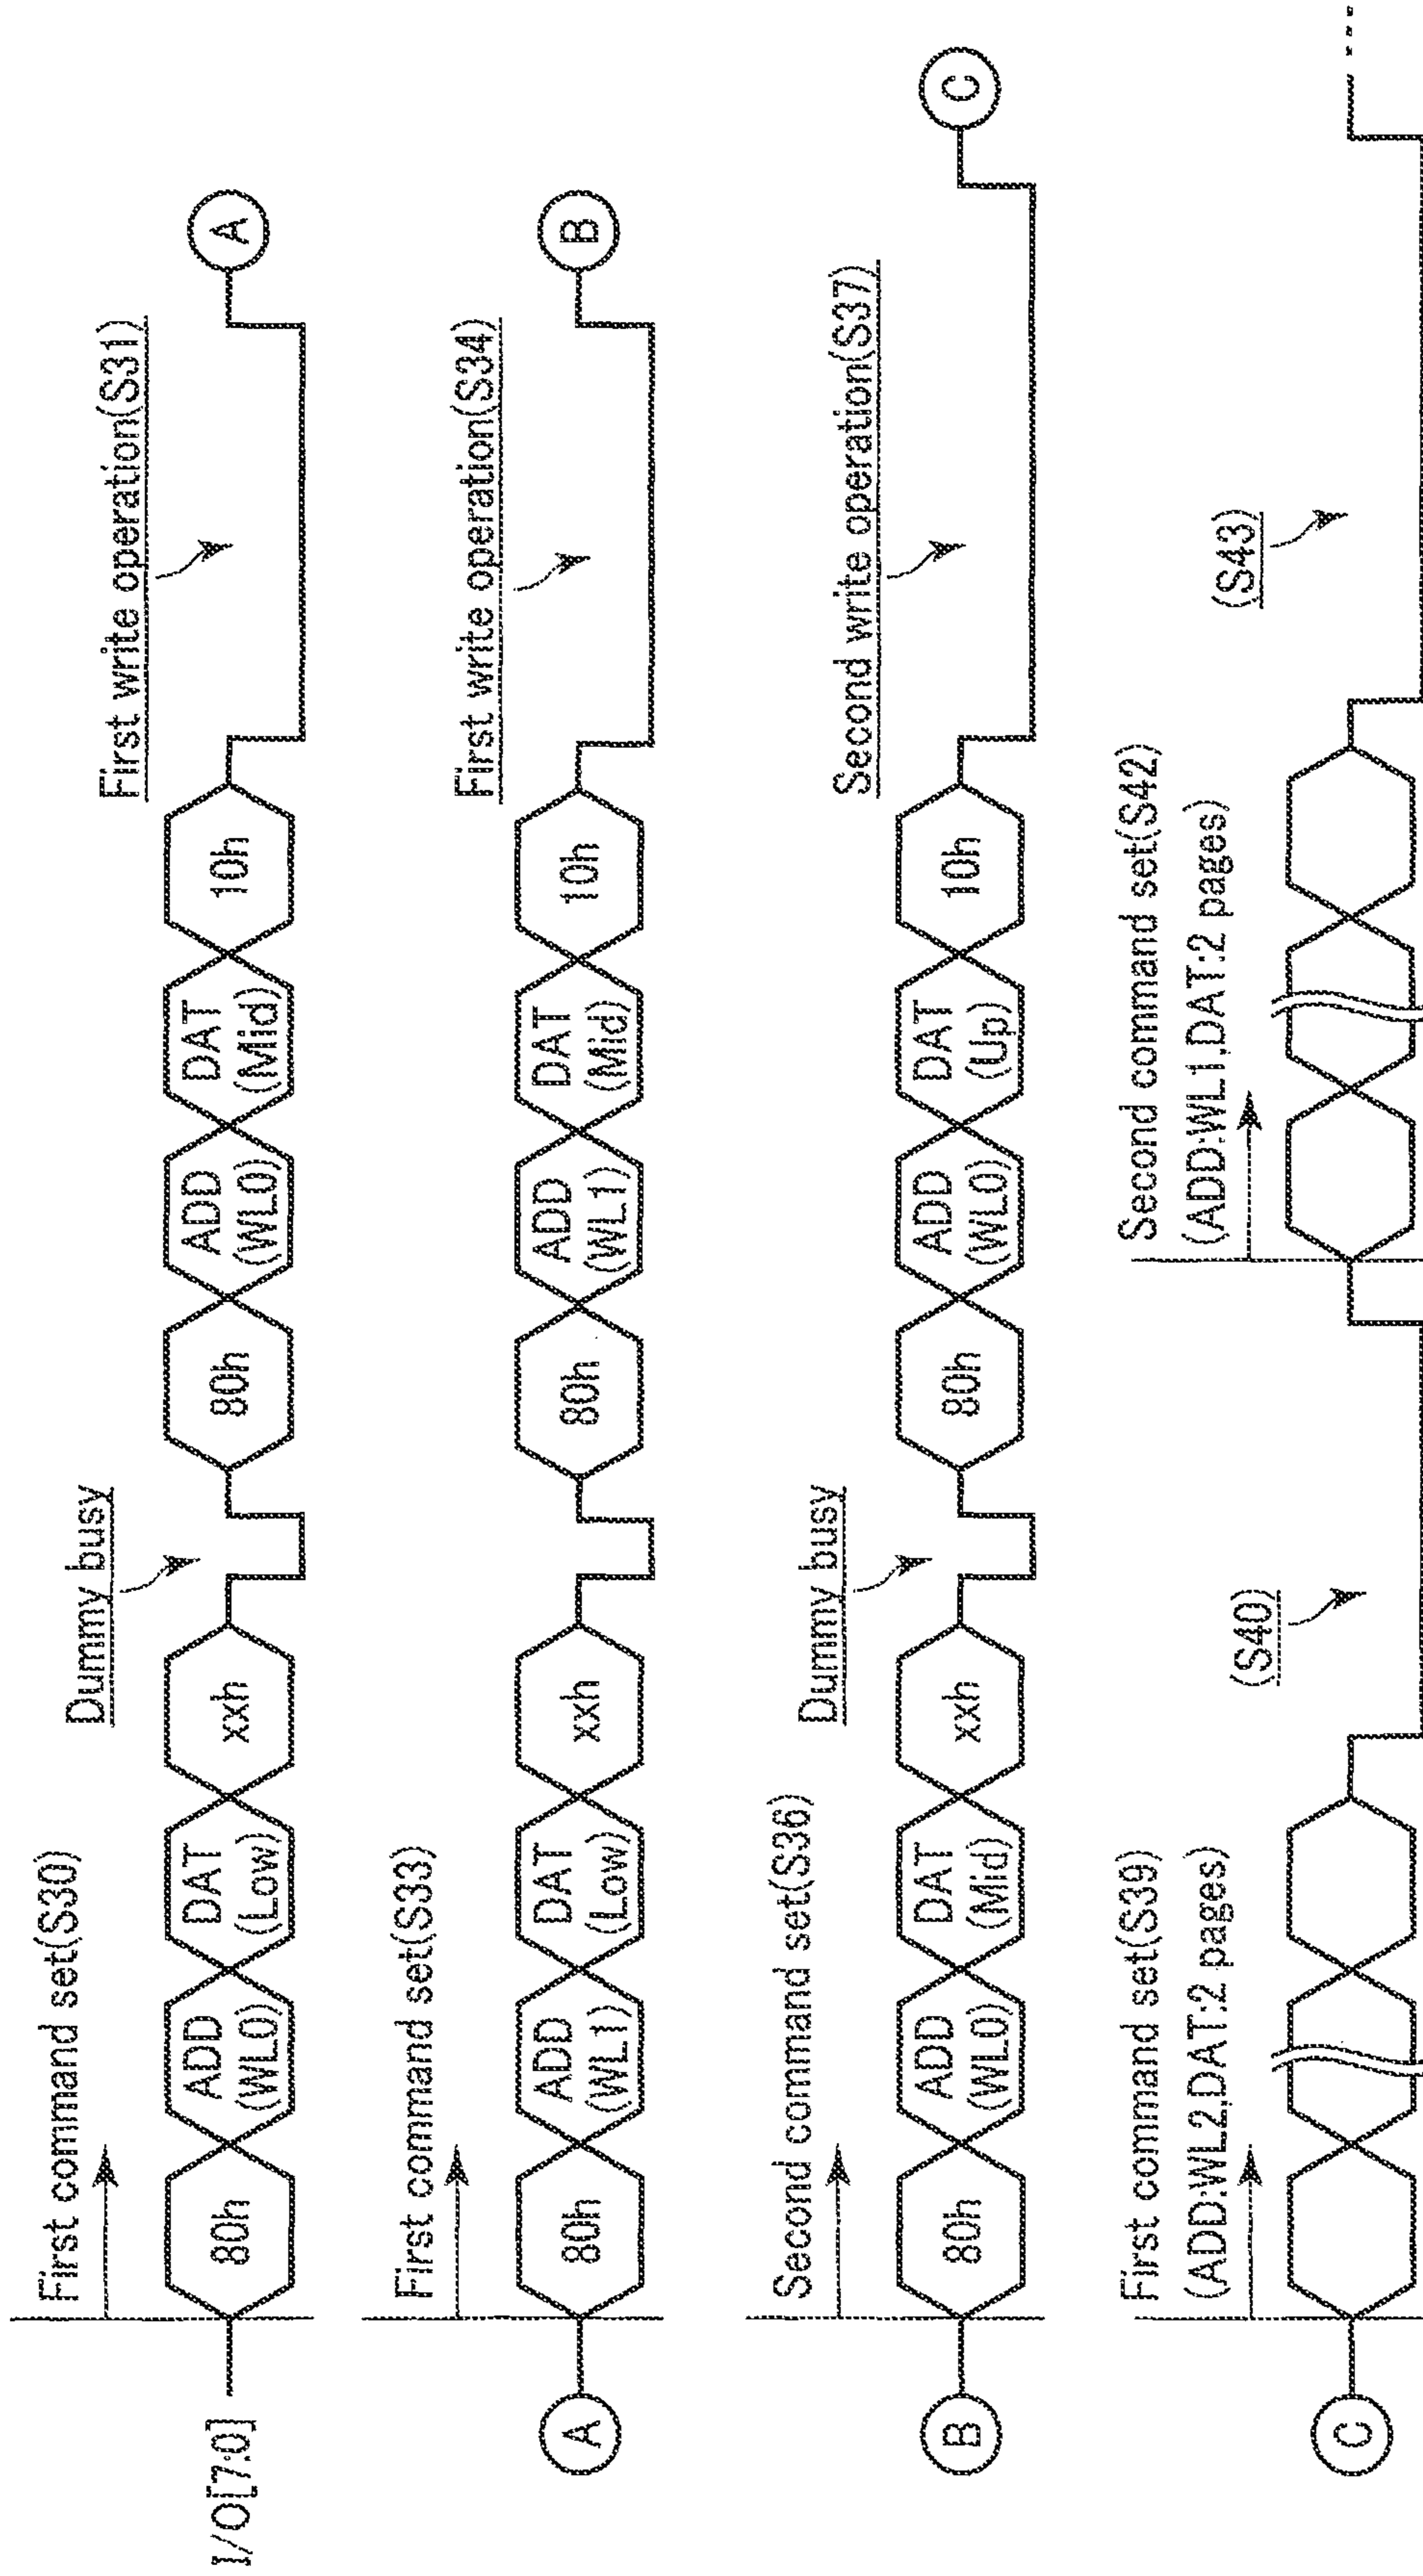 First command set(S30)
Dummy busy
First write operation(S31)
I/O[7:0]
80h
ADD
(WL0)
DAT
(Low)
xxh
80h
ADD
(WL0)
DAT
(Mid)
10h
A
First command set(S33)
First write operation(S34)
A
80h
ADD
(WL1)
DAT
(Low)
xxh
80h
ADD
(WL1)
DAT
(Mid)
10h
B
Second command set(S36)
Dummy busy
Second write operation(S37)
B
80h
ADD
(WL0)
DAT
(Mid)
xxh
80h
ADD
(WL0)
DAT
(Up)
10h
C
First command set(S39)
(ADD:WL2,DAT:2 pages)
(S40)
Second command set(S42)
(ADD:WL1,DAT:2 pages)
(S43)
C